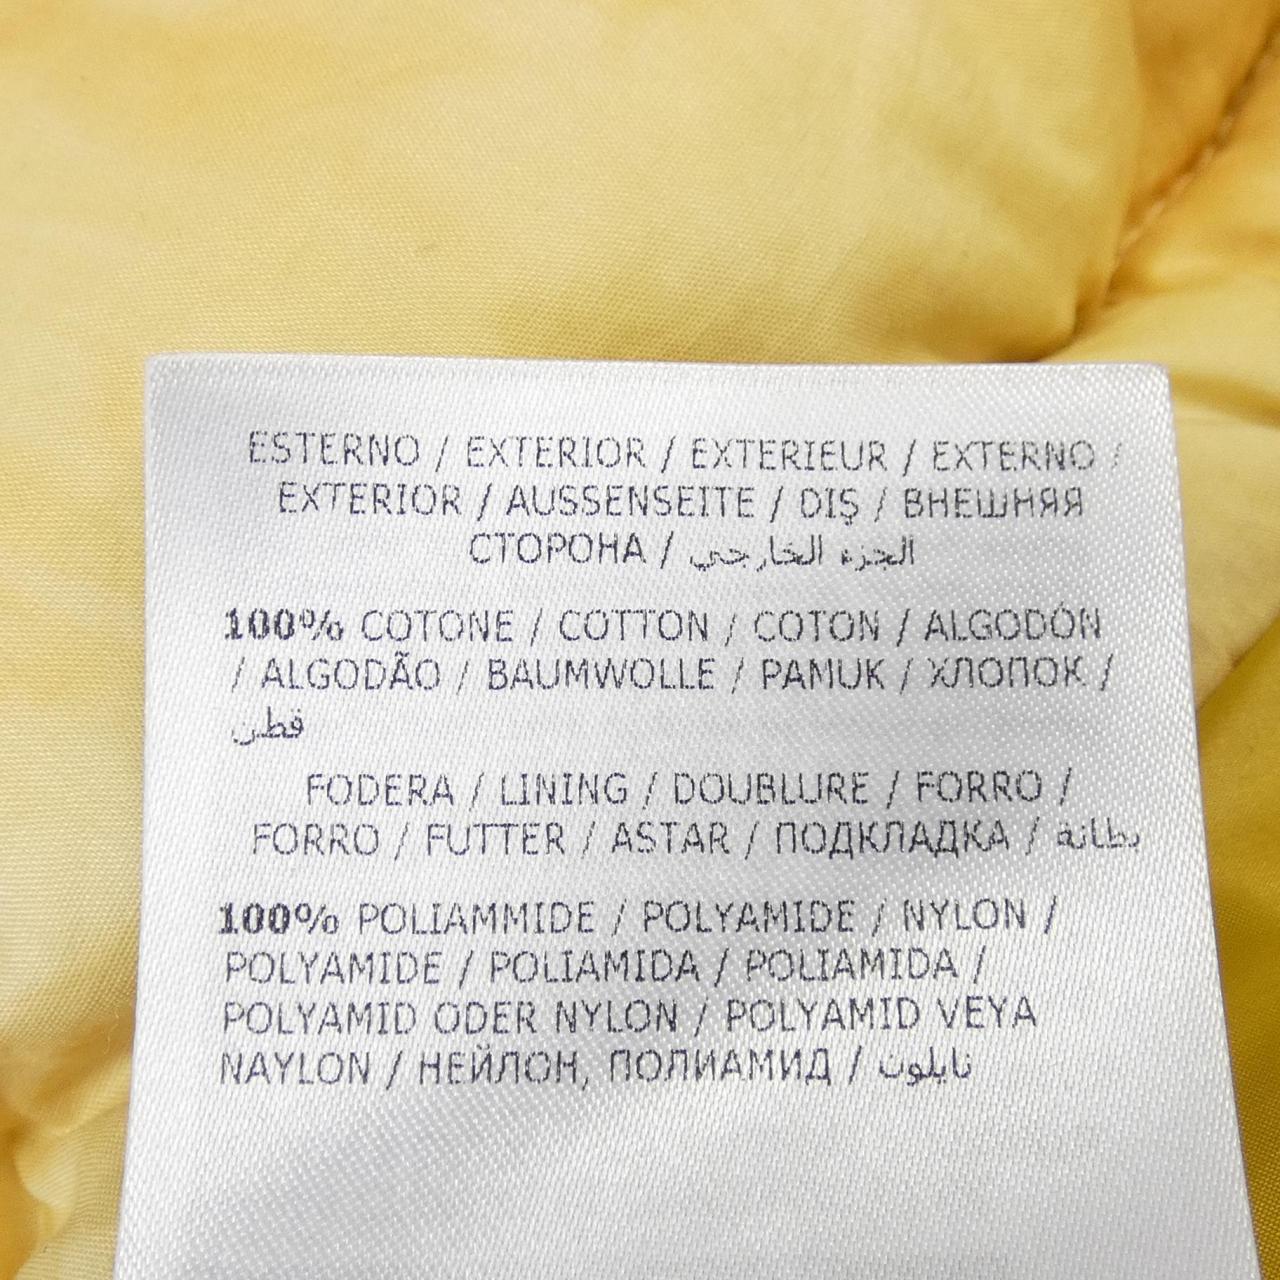 ESTERNO / EXTERIOR / EXTERIEUR / EXTERNO /
EXTERIOR / AUSSENSEITE / DIŞ / ВНЕШНЯЯ
СТОРОНА / الجزء الخارجي
100% COTONE / COTTON / COTON / ALGODÓN
/ ALGODÃO / BAUMWOLLE / PAMUK / ХЛОПОК /
قطن
FODERA / LINING / DOUBLURE / FORRO /
FORRO / FUTTER / ASTAR / ПОДКЛАДКА / بطانة
100% POLIAMMIDE / POLYAMIDE / NYLON /
POLYAMIDE / POLIAMIDA / POLIAMIDA /
POLYAMID ODER NYLON / POLYAMID VEYA
NAYLON / НЕЙЛОН, ПОЛИАМИД / نايلون